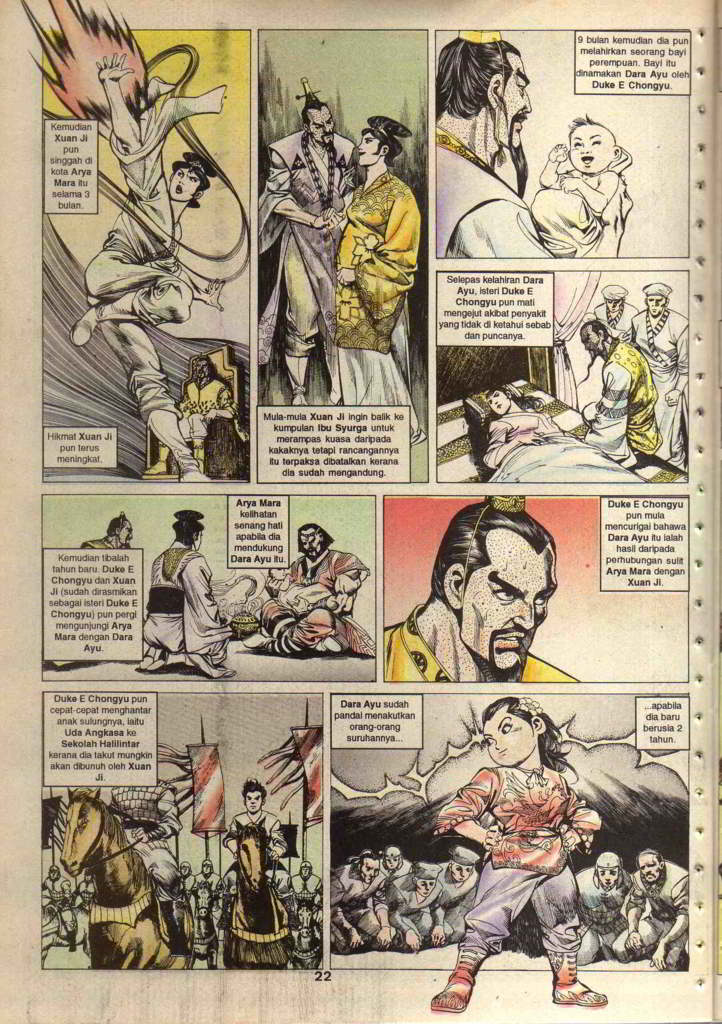 Kemudian
Xuan Ji
pun
singgah di
kota Arya
Mara itu
selama 3
bulan.
Hikmat Xuan Ji
pun terus
meningkat.
Mula-mula Xuan Ji ingin balik ke
kumpulan Ibu Syurga untuk
merampas kuasa daripada
kakaknya tetapi rancangannya
itu terpaksa dibatalkan kerana
dia sudah mengandung.
9 bulan kemudian dia pun
melahirkan seorang bayi
perempuan. Bayi itu
dinamakan Dara Ayu oleh
Duke E Chongyu.
Selepas kelahiran Dara
Ayu, isteri Duke E
Chongyu pun mati
mengejut akibat penyakit
yang tidak di ketahui sebab
dan puncanya.
Kemudian tibalah
tahun baru. Duke E
Chongyu dan Xuan
Ji (sudah dirasmikan
sebagai isteri Duke E
Chongyu) pun pergi
mengunjungi Arya
Mara dengan Dara
Ayu.
Arya Mara
kelihatan
senang hati
apabila dia
mendukung
Dara Ayu itu.
Duke E Chongyu
pun mula
mencurigai bahawa
Dara Ayu itu ialah
hasil daripada
perhubungan sulit
Arya Mara dengan
Xuan Ji.
Duke E Chongyu pun
cepat-cepat menghantar
anak sulungnya, iaitu
Uda Angkasa ke
Sekolah Halilintar
kerana dia takut mungkin
akan dibunuh oleh Xuan
Ji.
Dara Ayu sudah
pandai menakutkan
orang-orang
suruhannya...
...apabila
dia baru
berusia 2
tahun.
22